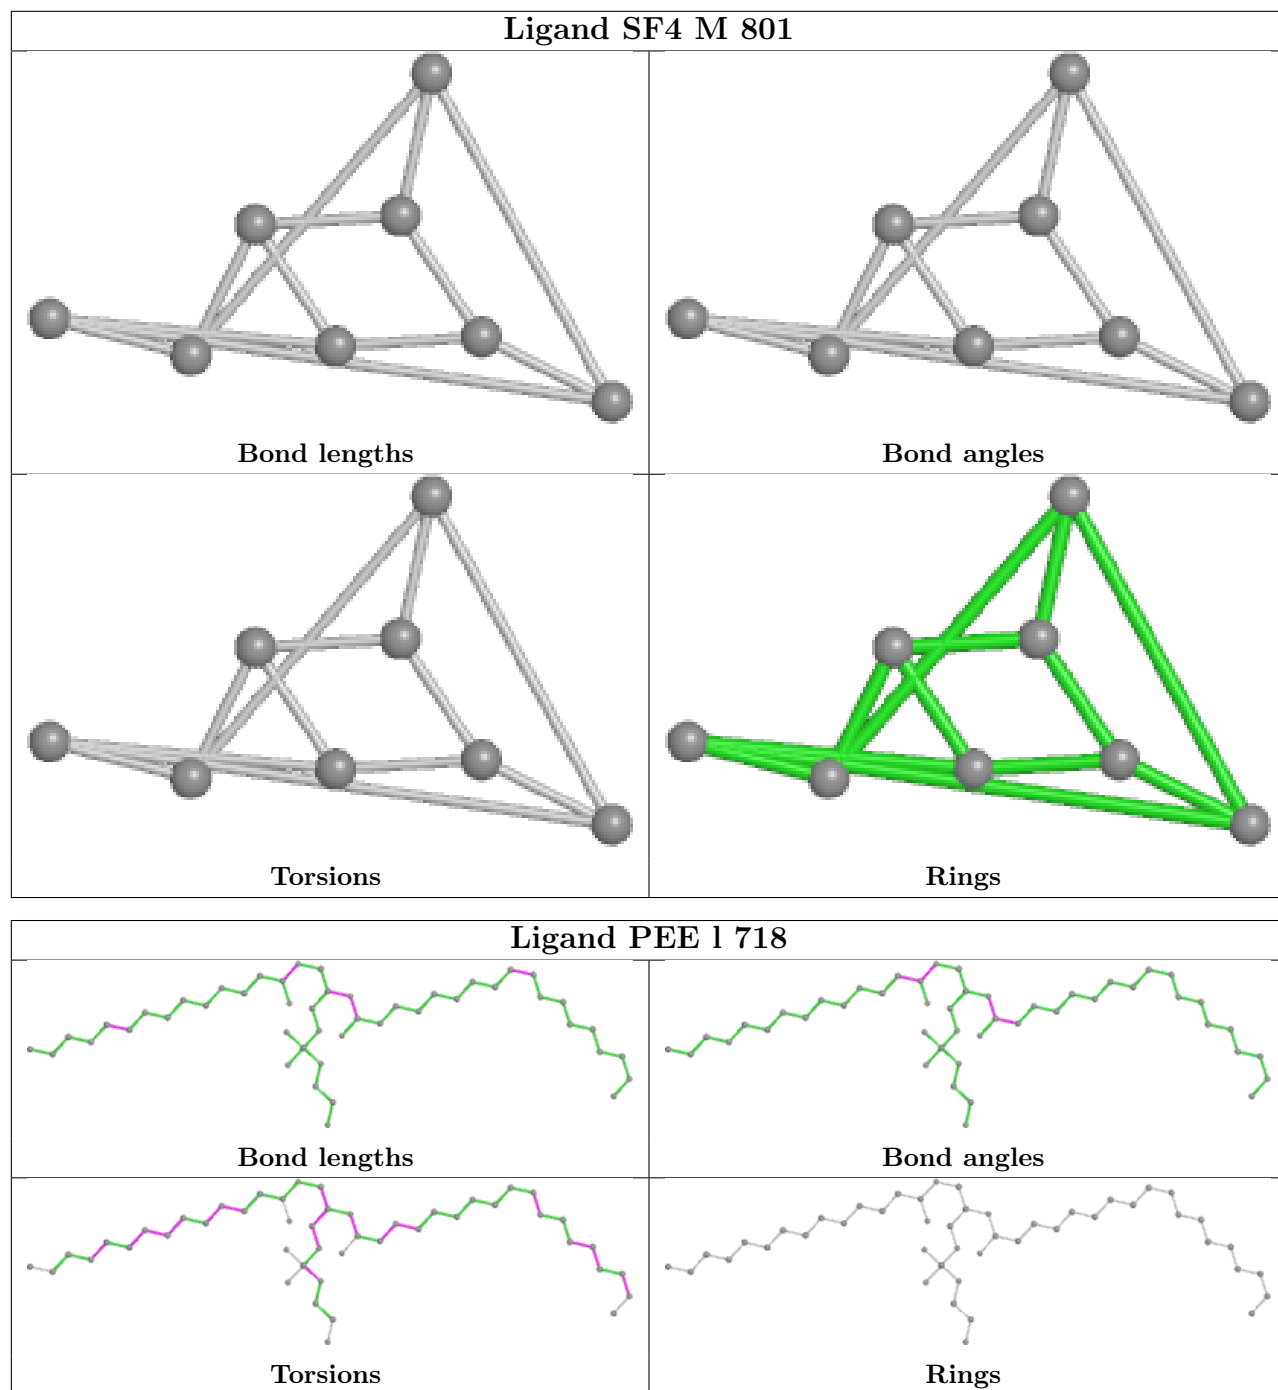 Ligand SF4 M 801
Bond lengths
Bond angles
Torsions
Rings
Ligand PEE l 718
Bond lengths
Bond angles
Torsions
Rings